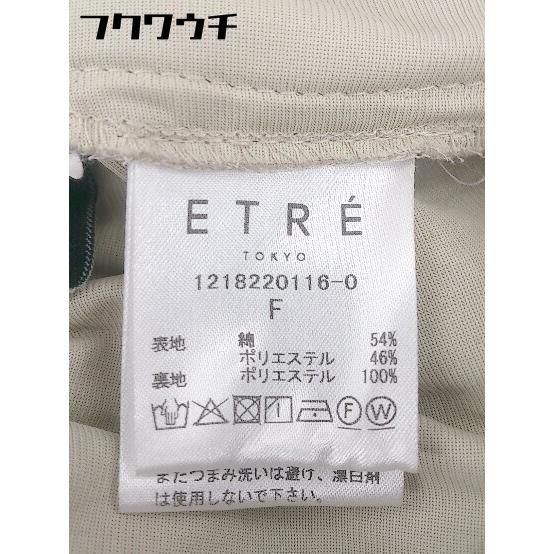 フクワウチ
ETRÉ
TOKYO
1218220116-0
F
表地 綿 54%
ポリエステル 46%
裏地 ポリエステル 100%
F W
またつまみ洗いは避け、漂白剤
は使用しないで下さい。